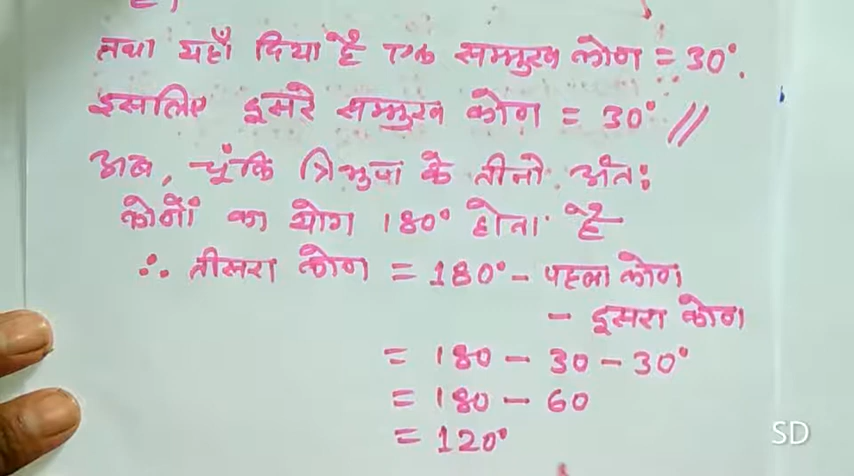 है।
तथा यहाँ दिया है एक सम्मुख कोण = 30°.
इसलिए दूसरे सम्मुख कोण = 30° //
अब, चूँकि त्रिभुज के तीनो अंतः
कोनों का योग 180° होता है
∴ तीसरा कोण = 180° - पहला कोण
- दूसरा कोण
= 180 - 30 - 30°
= 180 - 60
= 120°
SD